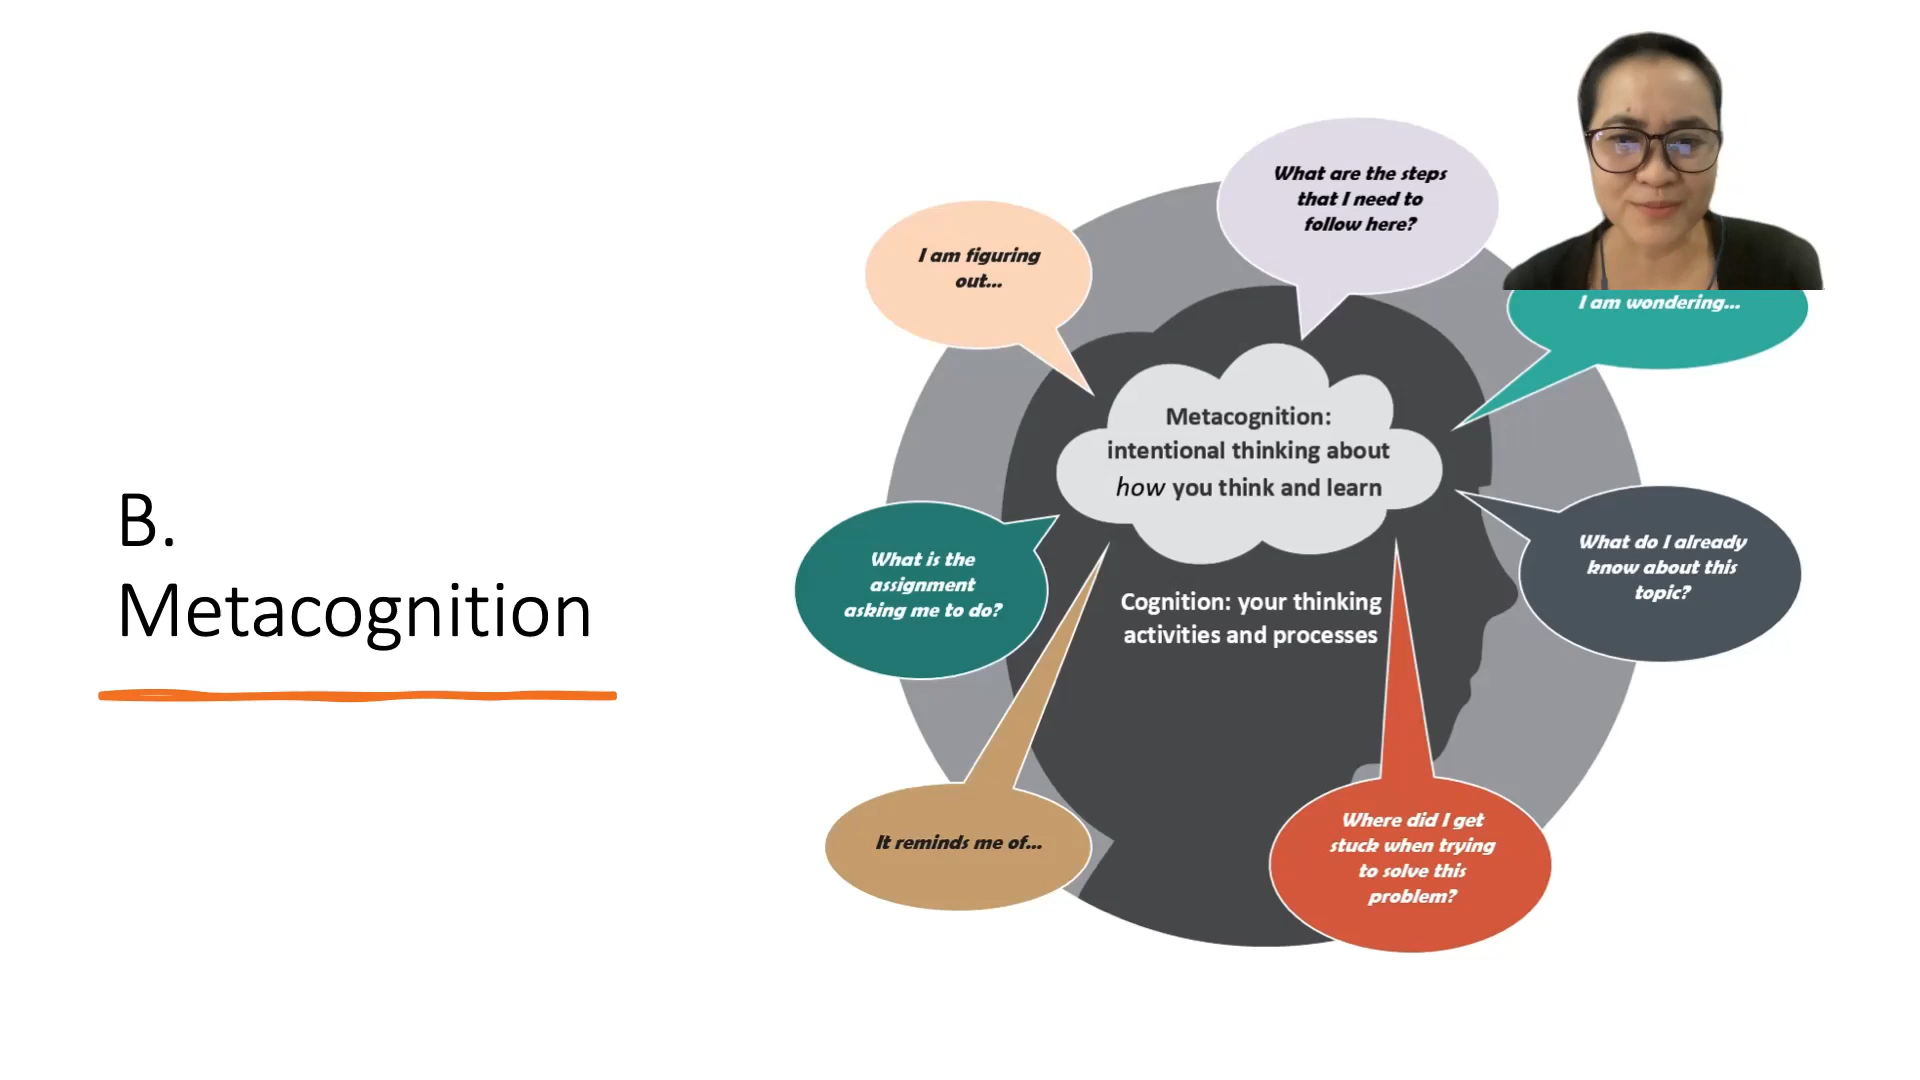 B.
Metacognition
What are the steps
that I need to
follow here?
I am figuring
out...
I am wondering...
Metacognition:
intentional thinking about
how you think and learn
What is the
assignment
asking me to do?
What do I already
know about this
topic?
Cognition: your thinking
activities and processes
It reminds me of...
Where did I get
stuck when trying
to solve this
problem?